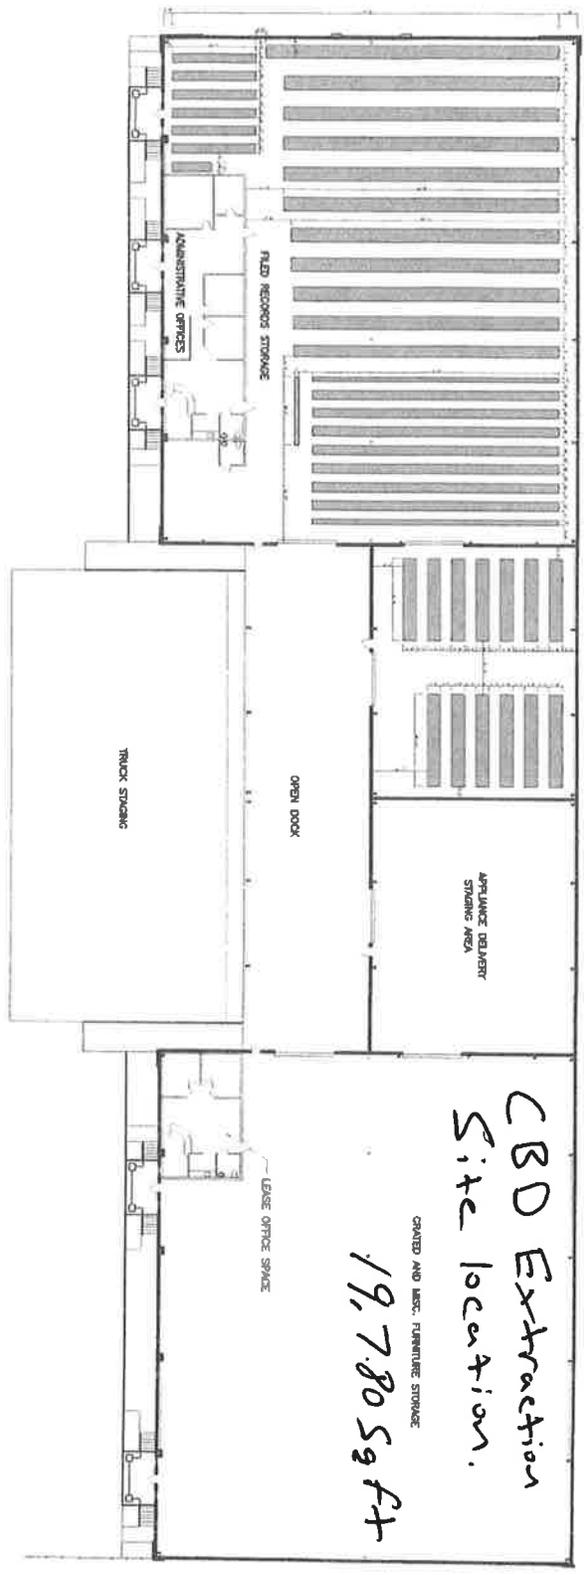 ADMINISTRATIVE OFFICES
FILED RECORDS STORAGE
TRUCK STAGING
OPEN DOCK
APPLIANCE DELIVERY
STAGING AREA
LEASE OFFICE SPACE
CBD Extraction
Site location.
CRATED AND MISC. FURNITURE STORAGE
19,780 Sq ft